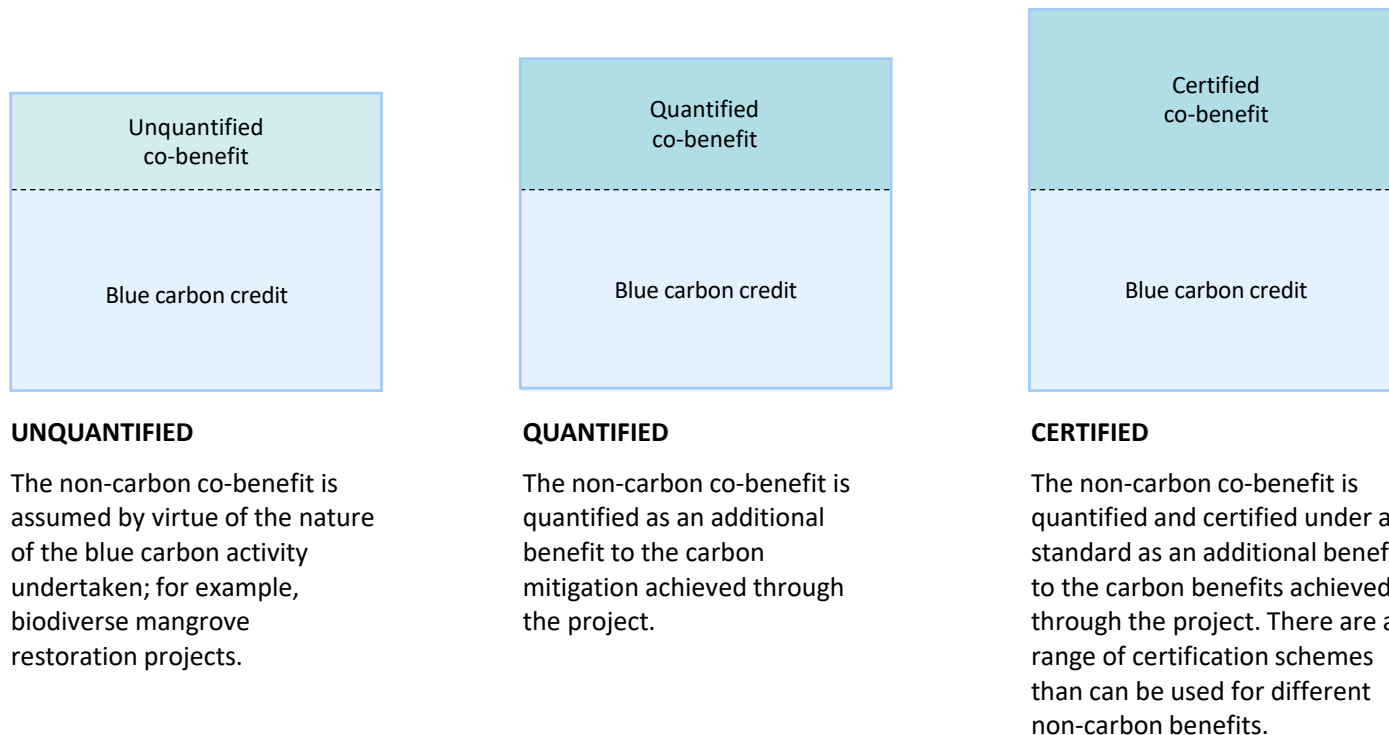 Unquantified
co-benefit
Blue carbon credit
UNQUANTIFIED
The non-carbon co-benefit is
assumed by virtue of the nature
of the blue carbon activity
undertaken; for example,
biodiverse mangrove
restoration projects.
Quantified
co-benefit
Blue carbon credit
QUANTIFIED
The non-carbon co-benefit is
quantified as an additional
benefit to the carbon
mitigation achieved through
the project.
Certified
co-benefit
Blue carbon credit
CERTIFIED
The non-carbon co-benefit is
quantified and certified under a
standard as an additional
to the carbon benefits achieved
through the project. There are a
range of certification schemes
than can be used for different
non-carbon benefits.